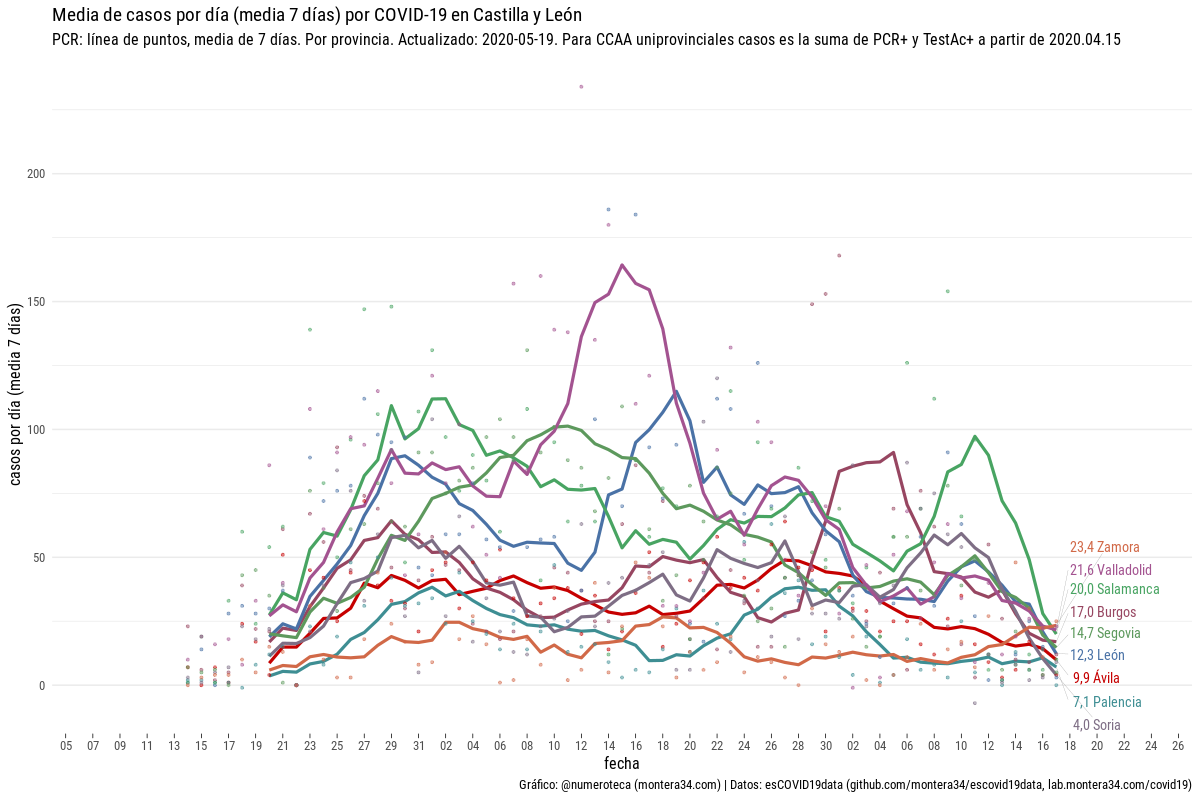 Media de casos por día (media 7 días) por COVID-19 en Castilla y León
PCR: línea de puntos, media de 7 días. Por provincia. Actualizado: 2020-05-19. Para CCAA uniprovinciales casos es la suma de PCR+ y TestAc+ a partir de 2020.04.15
casos por día (media 7 días)
200
150
100
50
0
23,4 Zamora
21,6 Valladolid
20,0 Salamanca
17,0 Burgos
14,7 Segovia
12,3 León
9,9 Ávila
7,1 Palencia
4,0 Soria
05 07 09 11 13 15 17 19 21 23 25 27 29 31 02 04 06 08 10 12 14 16 18 20 22 24 26 28 30 02 04 06 08 10 12 14 16 18 20 22 24 26
fecha
Gráfico: @numeroteca (montera34.com) | Datos: esCOVID19data (github.com/montera34/escovid19data, lab.montera34.com/covid19)